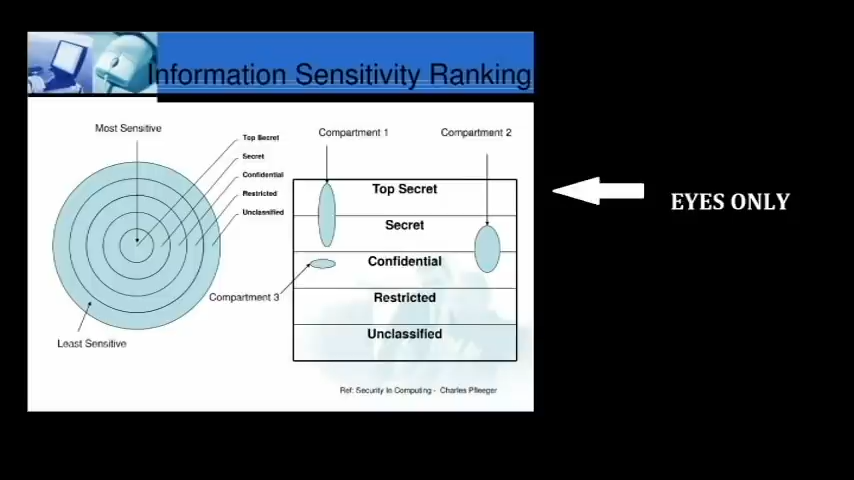 Information Sensitivity Ranking
Most Sensitive
Top Secret
Secret
Confidential
Restricted
Unclassified
Compartment 3
Least Sensitive
Compartment 1
Compartment 2
Top Secret
Secret
Confidential
Restricted
Unclassified
Ref: Security In Computing - Charles Pfleeger
EYES ONLY